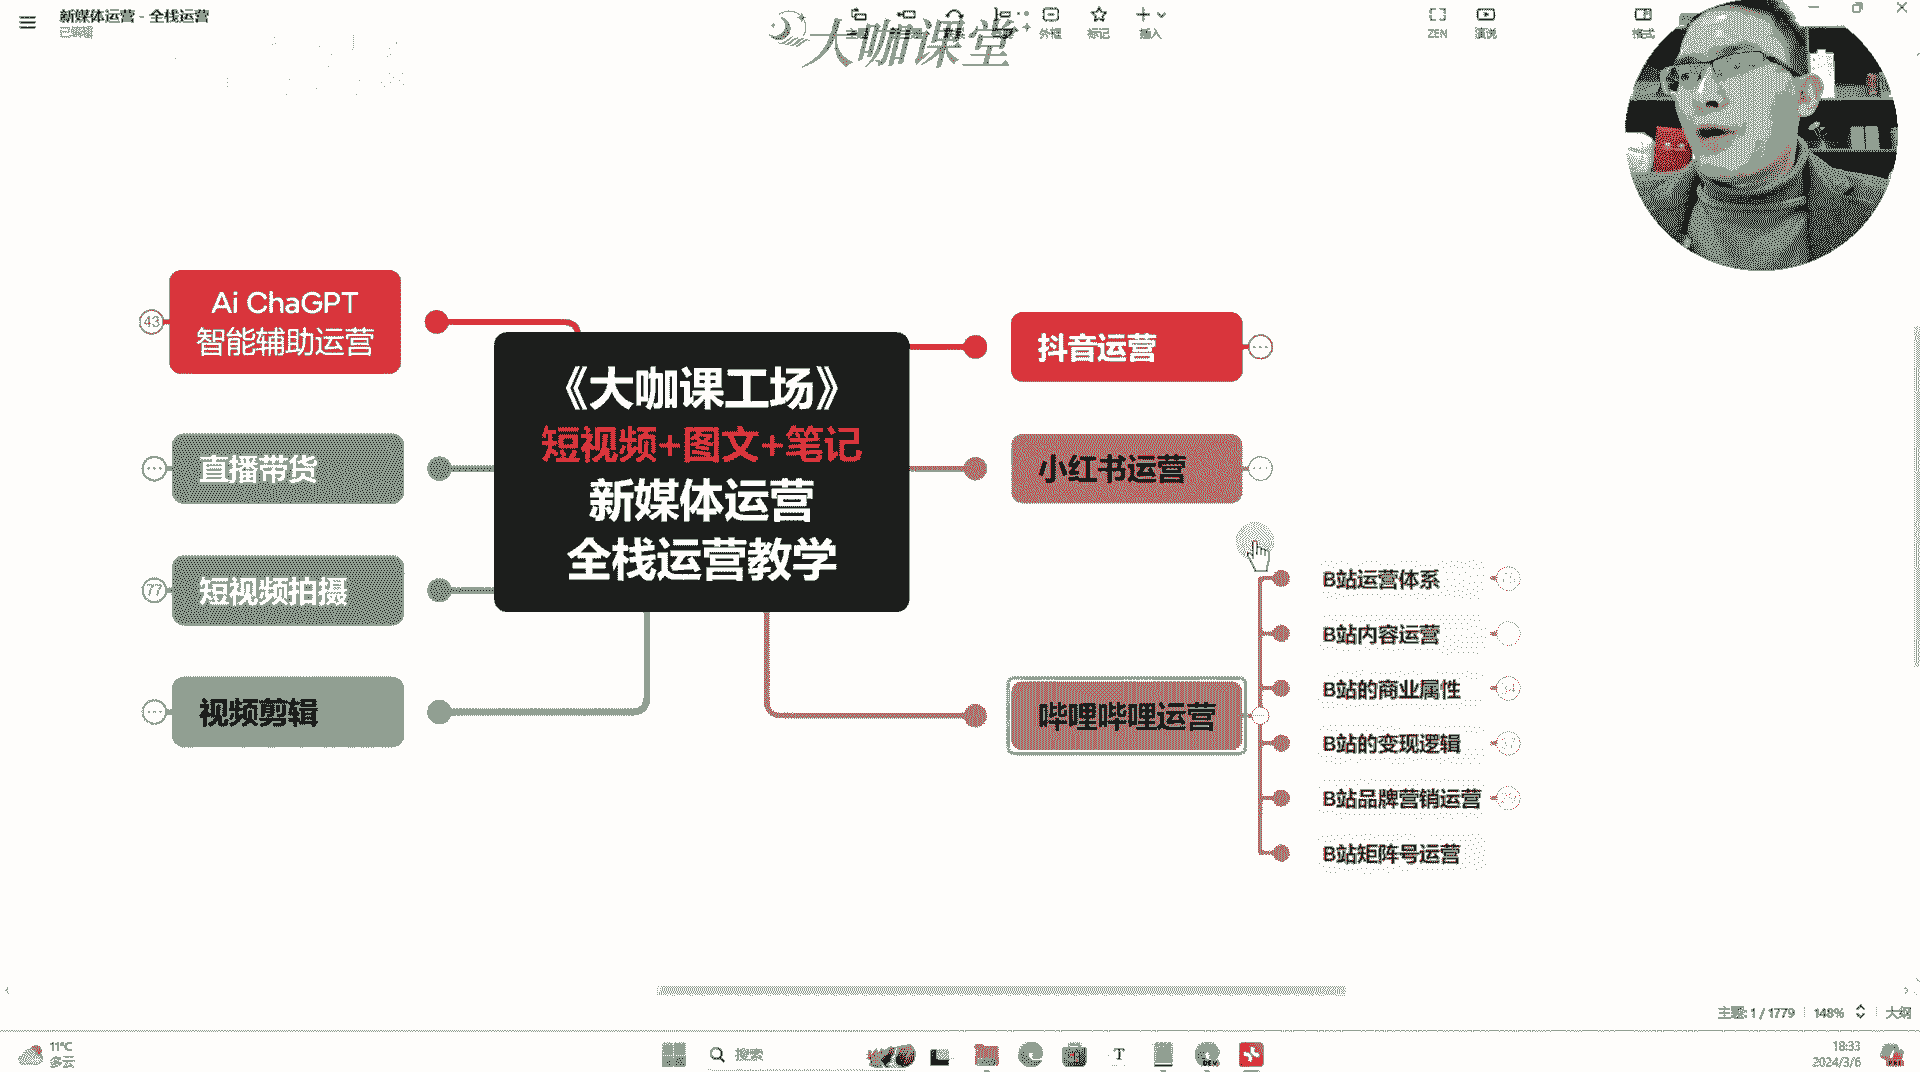 新媒体运营 - 全栈运营
已编辑
大咖课堂
外框
标记
插入
ZEN
演说
格式
Ai ChaGPT
智能辅助运营
43
直播带货
短视频拍摄
77
视频剪辑
《大咖课工场》
短视频+图文+笔记
新媒体运营
全栈运营教学
抖音运营
小红书运营
哔哩哔哩运营
B站运营体系
B站内容运营
B站的商业属性
B站的变现逻辑
B站品牌营销运营
B站矩阵号运营
主题: 1 / 1779
148%
大纲
11°C
多云
搜索
18:33
2024/3/6